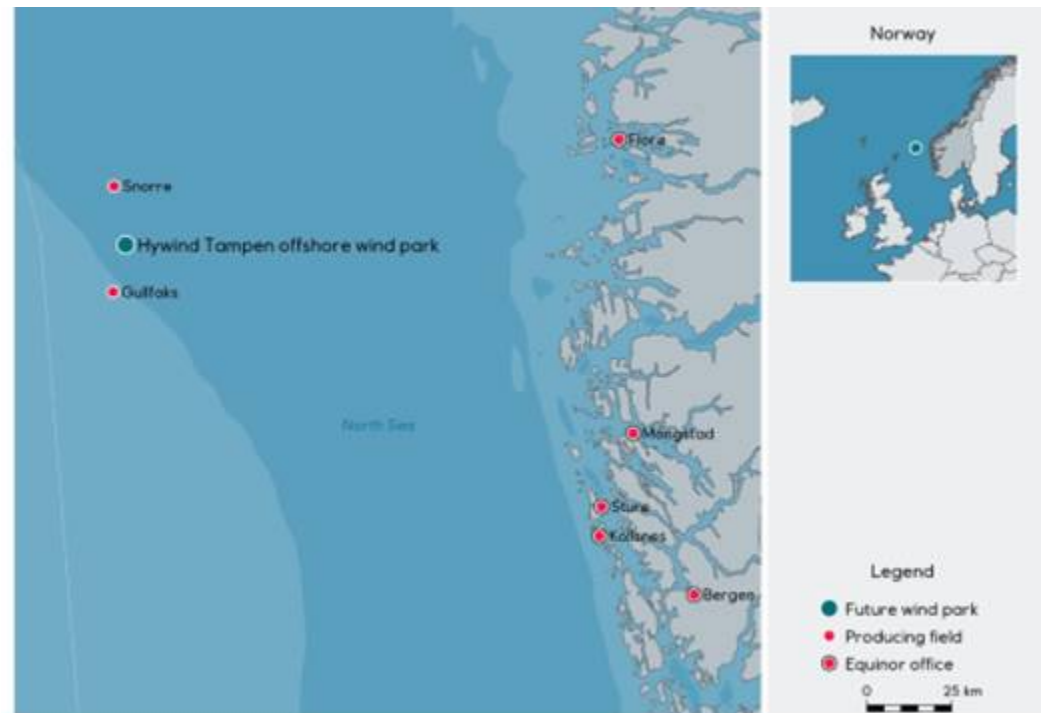 Norway
Flora
Snorre
Hywind Tampen offshore wind park
Gullfaks
North Sea
Mongstad
Sture
Kollsnes
Bergen
Legend
Future wind park
Producing field
Equinor office
0 25 km